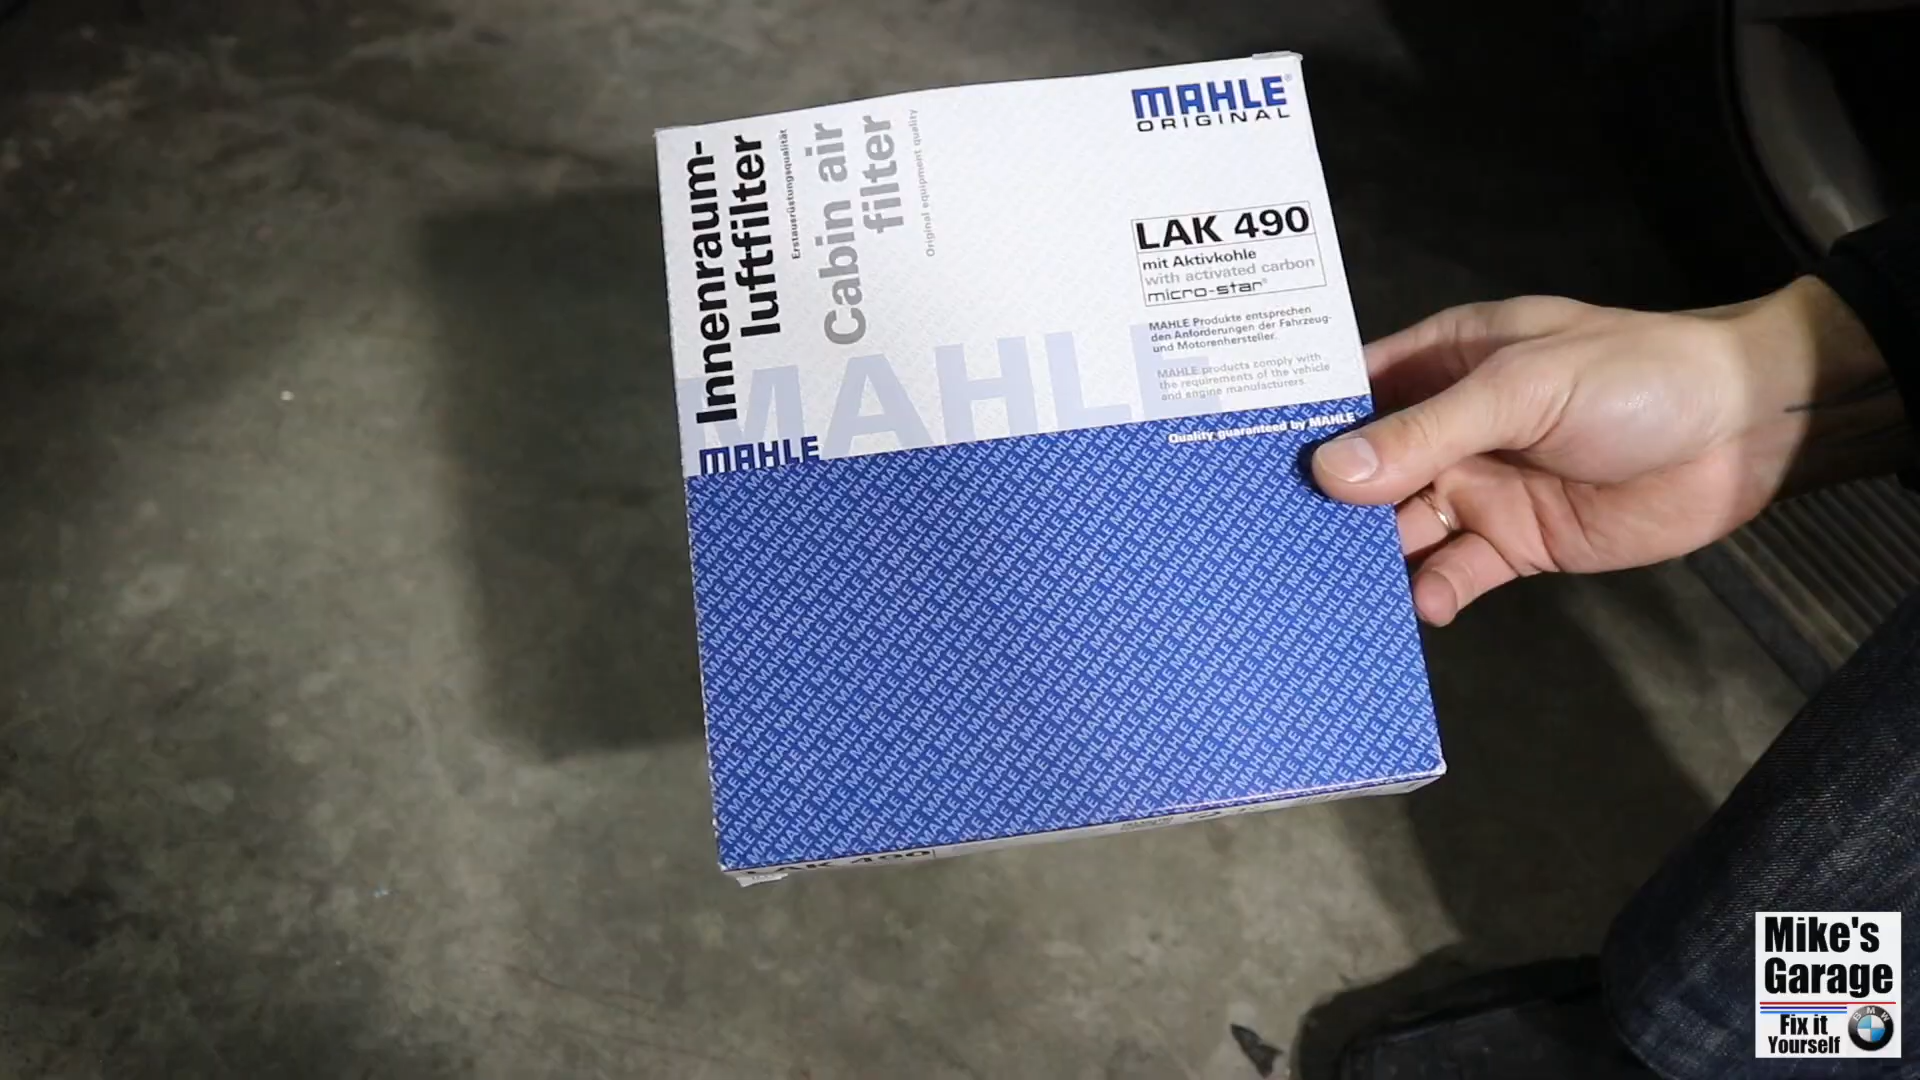 MAHLE
ORIGINAL
Innenraum-
luftfilter
Erstausrüstungsqualität
Cabin air
filter
Original equipment quality
LAK 490
mit Aktivkohle
with activated carbon
micro-star®
MAHLE Produkte entsprechen
den Anforderungen der Fahrzeug-
und Motorenhersteller.
MAHLE products comply with
the requirements of the vehicle
and engine manufacturers.
MAHLE
MAHLE
Quality guaranteed by MAHLE
LAK 490
Mike's
Garage
Fix it
Yourself
BMW